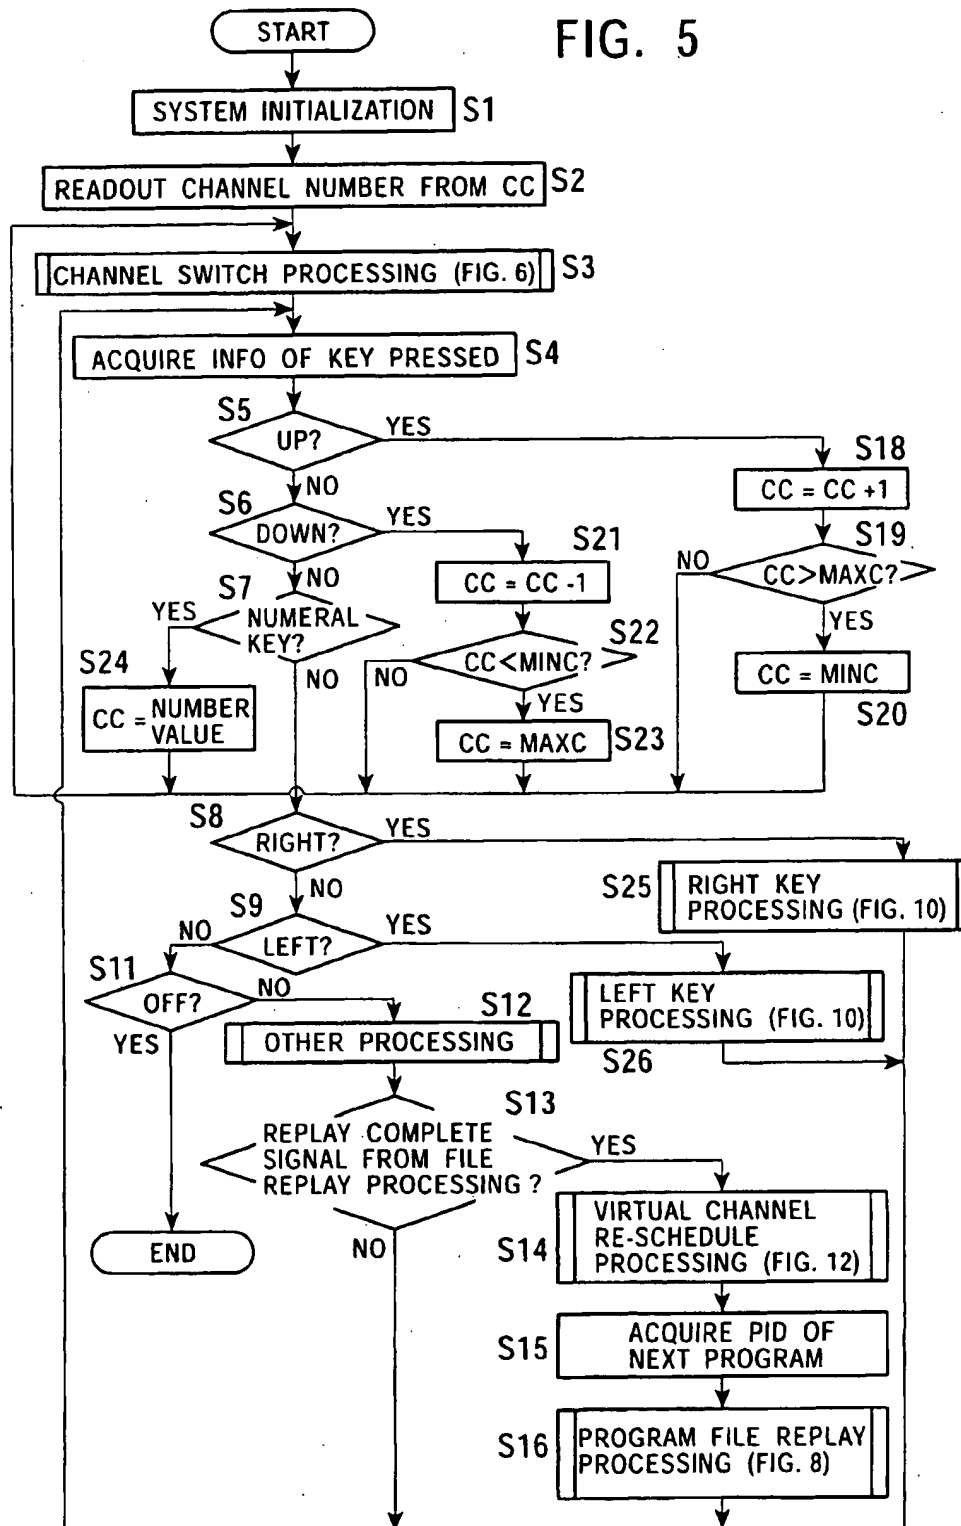 START
FIG. 5
SYSTEM INITIALIZATION
S1
READOUT CHANNEL NUMBER FROM CC
S2
CHANNEL SWITCH PROCESSING (FIG. 6)
S3
ACQUIRE INFO OF KEY PRESSED
S4
S5
UP?
YES
NO
S18
CC = CC +1
S6
DOWN?
YES
NO
S21
CC = CC -1
S19
CC>MAXC?
NO
YES
S7
NUMERAL
KEY?
YES
NO
S22
CC<MINC?
NO
YES
S24
CC = NUMBER
VALUE
CC = MINC
S20
CC = MAXC
S23
S8
RIGHT?
YES
NO
S25
RIGHT KEY
PROCESSING (FIG. 10)
S9
LEFT?
NO
YES
S11
OFF?
NO
YES
LEFT KEY
PROCESSING (FIG. 10)
S26
S12
OTHER PROCESSING
S13
REPLAY COMPLETE
SIGNAL FROM FILE
REPLAY PROCESSING ?
YES
NO
END
S14
VIRTUAL CHANNEL
RE-SCHEDULE
PROCESSING (FIG. 12)
S15
ACQUIRE PID OF
NEXT PROGRAM
S16
PROGRAM FILE REPLAY
PROCESSING (FIG. 8)